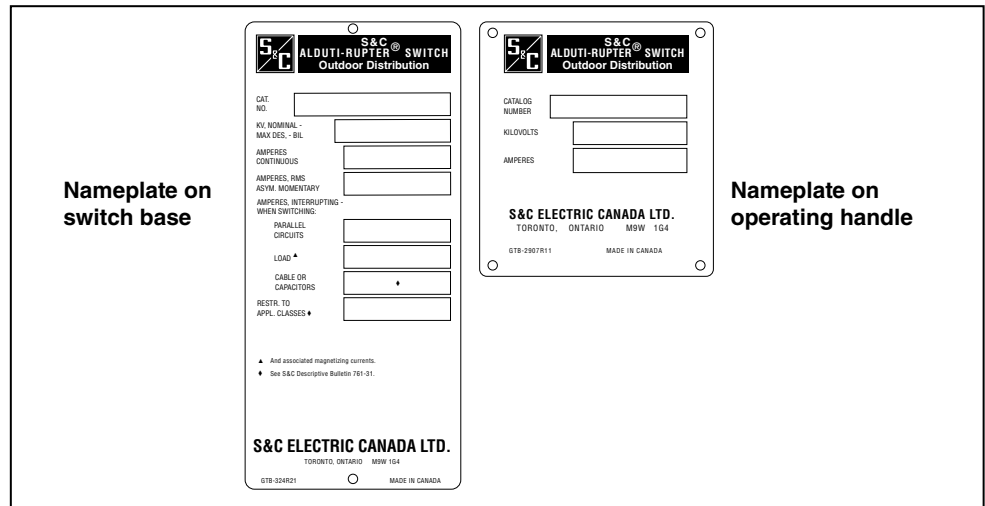 Nameplate on
switch base
S&C
S&C
ALDUTI-RUPTER® SWITCH
Outdoor Distribution
CAT.
NO.
KV, NOMINAL -
MAX DES, - BIL
AMPERES
CONTINUOUS
AMPERES, RMS
ASYM. MOMENTARY
AMPERES, INTERRUPTING -
WHEN SWITCHING:
PARALLEL
CIRCUITS
LOAD ▲
CABLE OR
CAPACITORS ♦
RESTR. TO
APPL. CLASSES ♦
▲ And associated magnetizing currents.
♦ See S&C Descriptive Bulletin 761-31.
S&C ELECTRIC CANADA LTD.
TORONTO, ONTARIO M9W 1G4
GTB-324R21 MADE IN CANADA
S&C
S&C
ALDUTI-RUPTER® SWITCH
Outdoor Distribution
CATALOG
NUMBER
KILOVOLTS
AMPERES
S&C ELECTRIC CANADA LTD.
TORONTO, ONTARIO M9W 1G4
GTB-2907R11 MADE IN CANADA
Nameplate on
operating handle